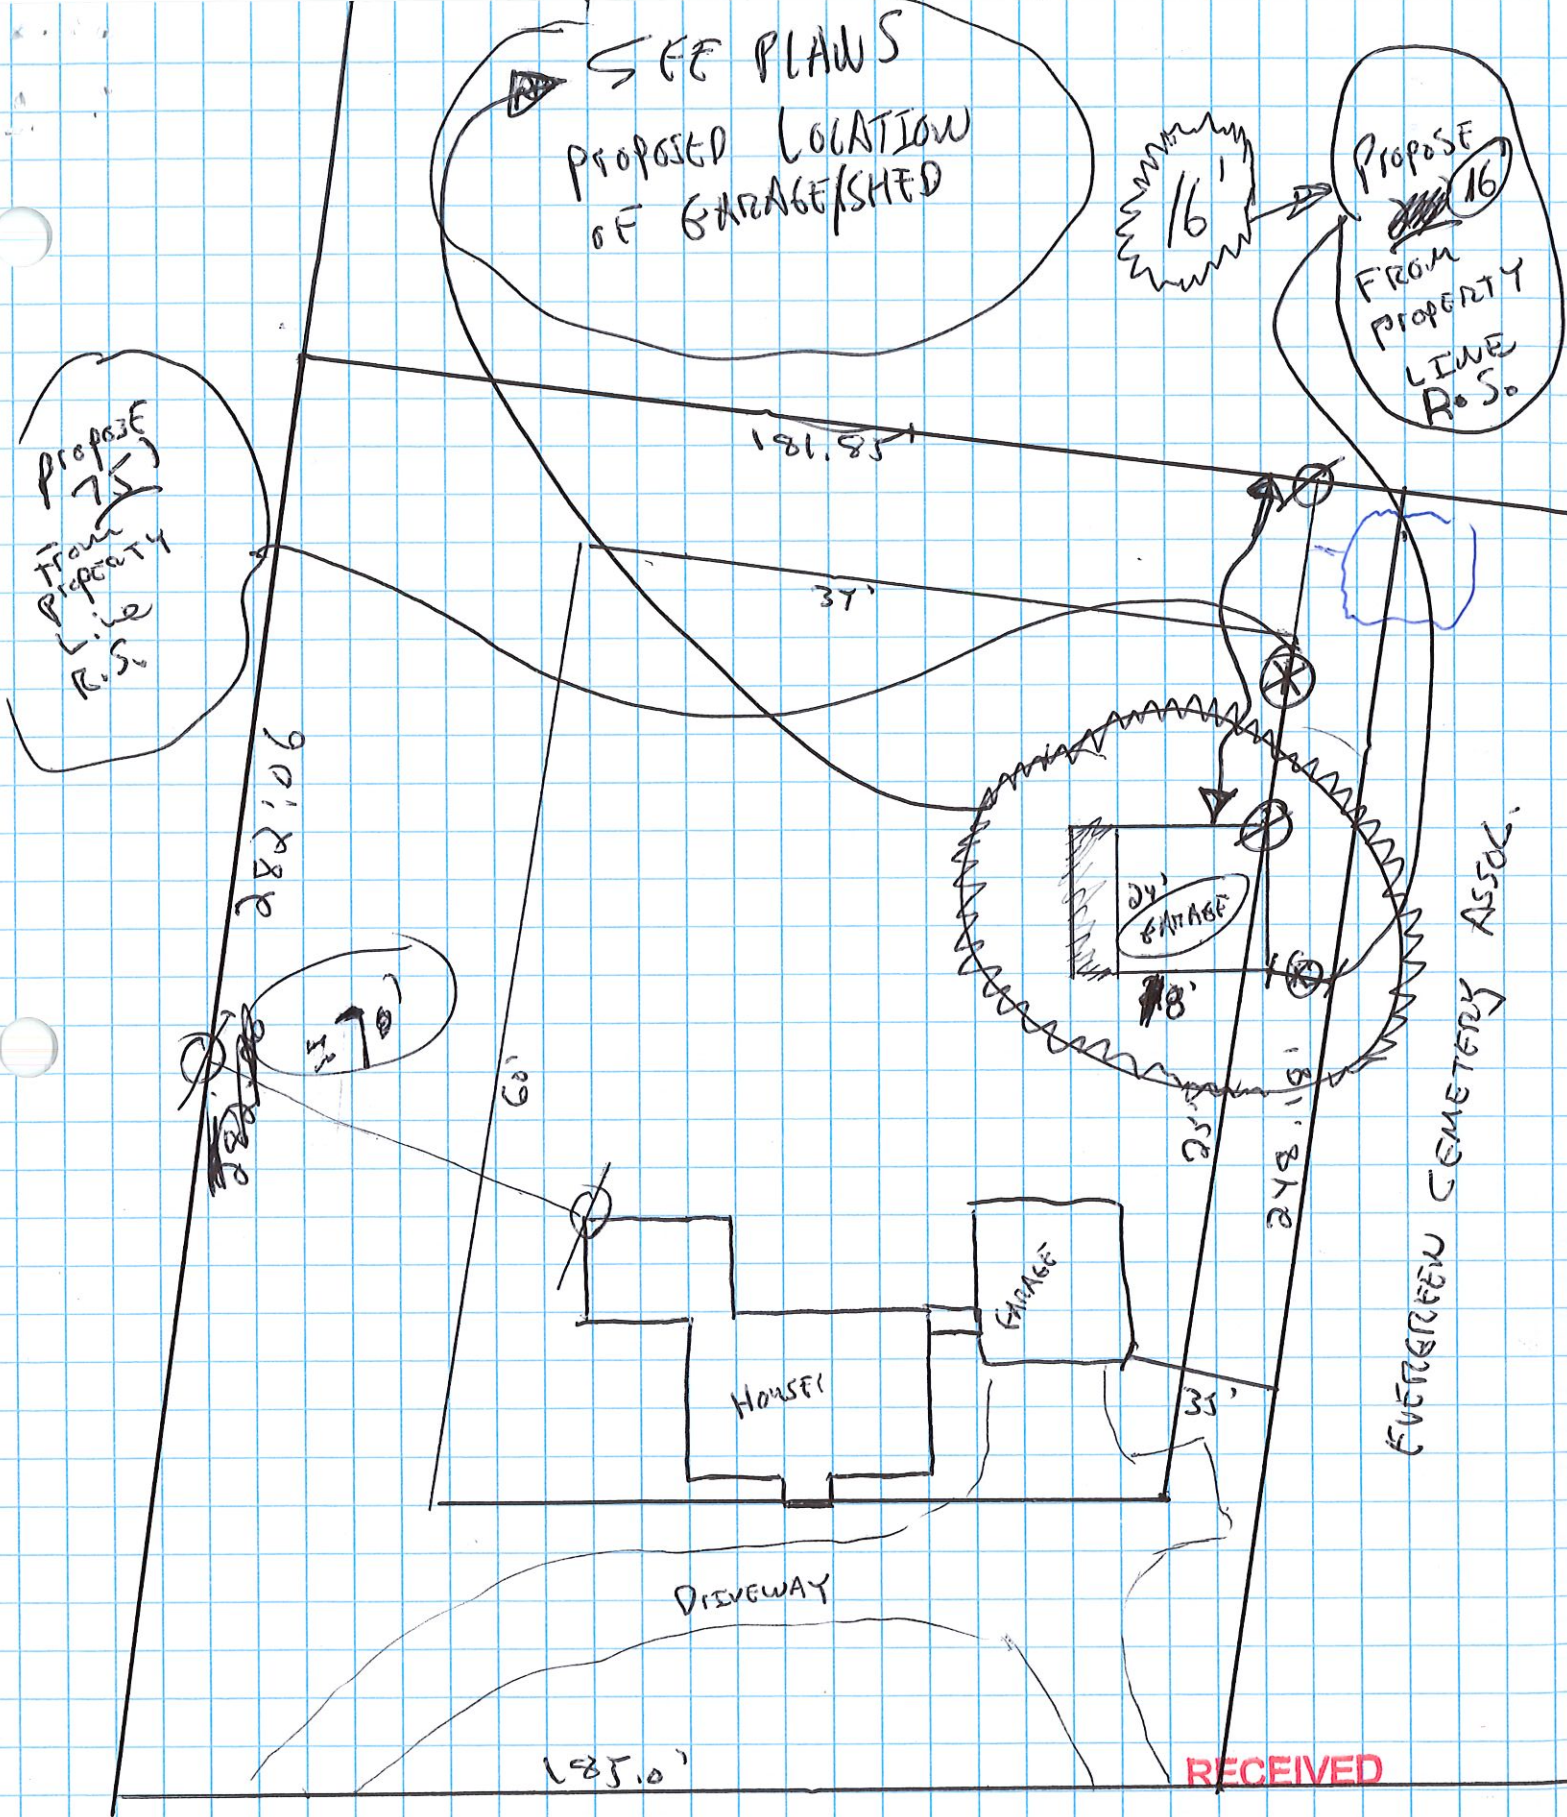 SEE PLANS
PROPOSED LOCATION
OF GARAGE/SHED
16'
PROPOSE
16'
FROM
PROPERTY
LINE
R.S.
PROPOSE
75'
From
PROPERTY
Line
R.S.
181.85'
37'
282.06
24'
GARAGE
18'
60'
25'
248.18'
EVERGREEN CEMETERY ASSOC.
GARAGE
HOUSE
35'
DRIVEWAY
185.0'
RECEIVED